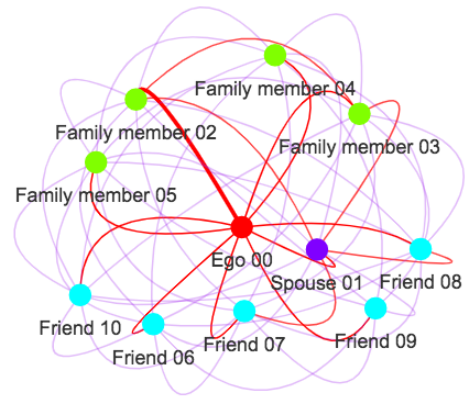 Family member 04
Family member 02
Family member 03
Family member 05
Ego 00
Spouse 01
Friend 08
Friend 10
Friend 06
Friend 07
Friend 09